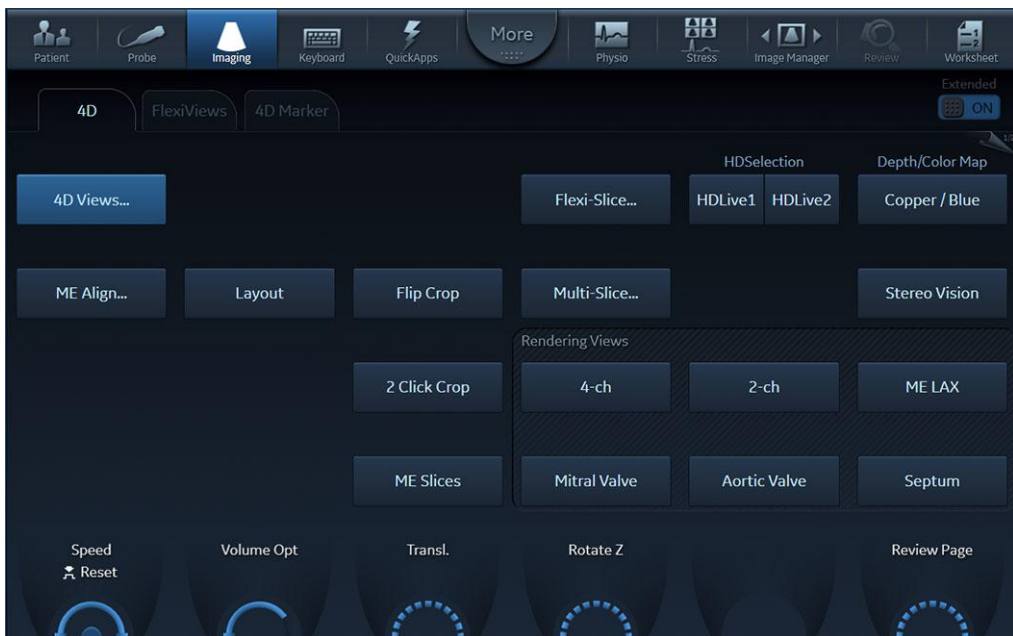 More
Patient
Probe
Imaging
Keyboard
QuickApps
Physio
Stress
Image Manager
Review
Worksheet
Extended
ON
4D
FlexiViews
4D Marker
1/2
HDSelection
Depth/Color Map
4D Views...
Flexi-Slice...
HDLive1
HDLive2
Copper / Blue
ME Align...
Layout
Flip Crop
Multi-Slice...
Stereo Vision
Rendering Views
2 Click Crop
4-ch
2-ch
ME LAX
ME Slices
Mitral Valve
Aortic Valve
Septum
Speed
Reset
Volume Opt
Transl.
Rotate Z
Review Page